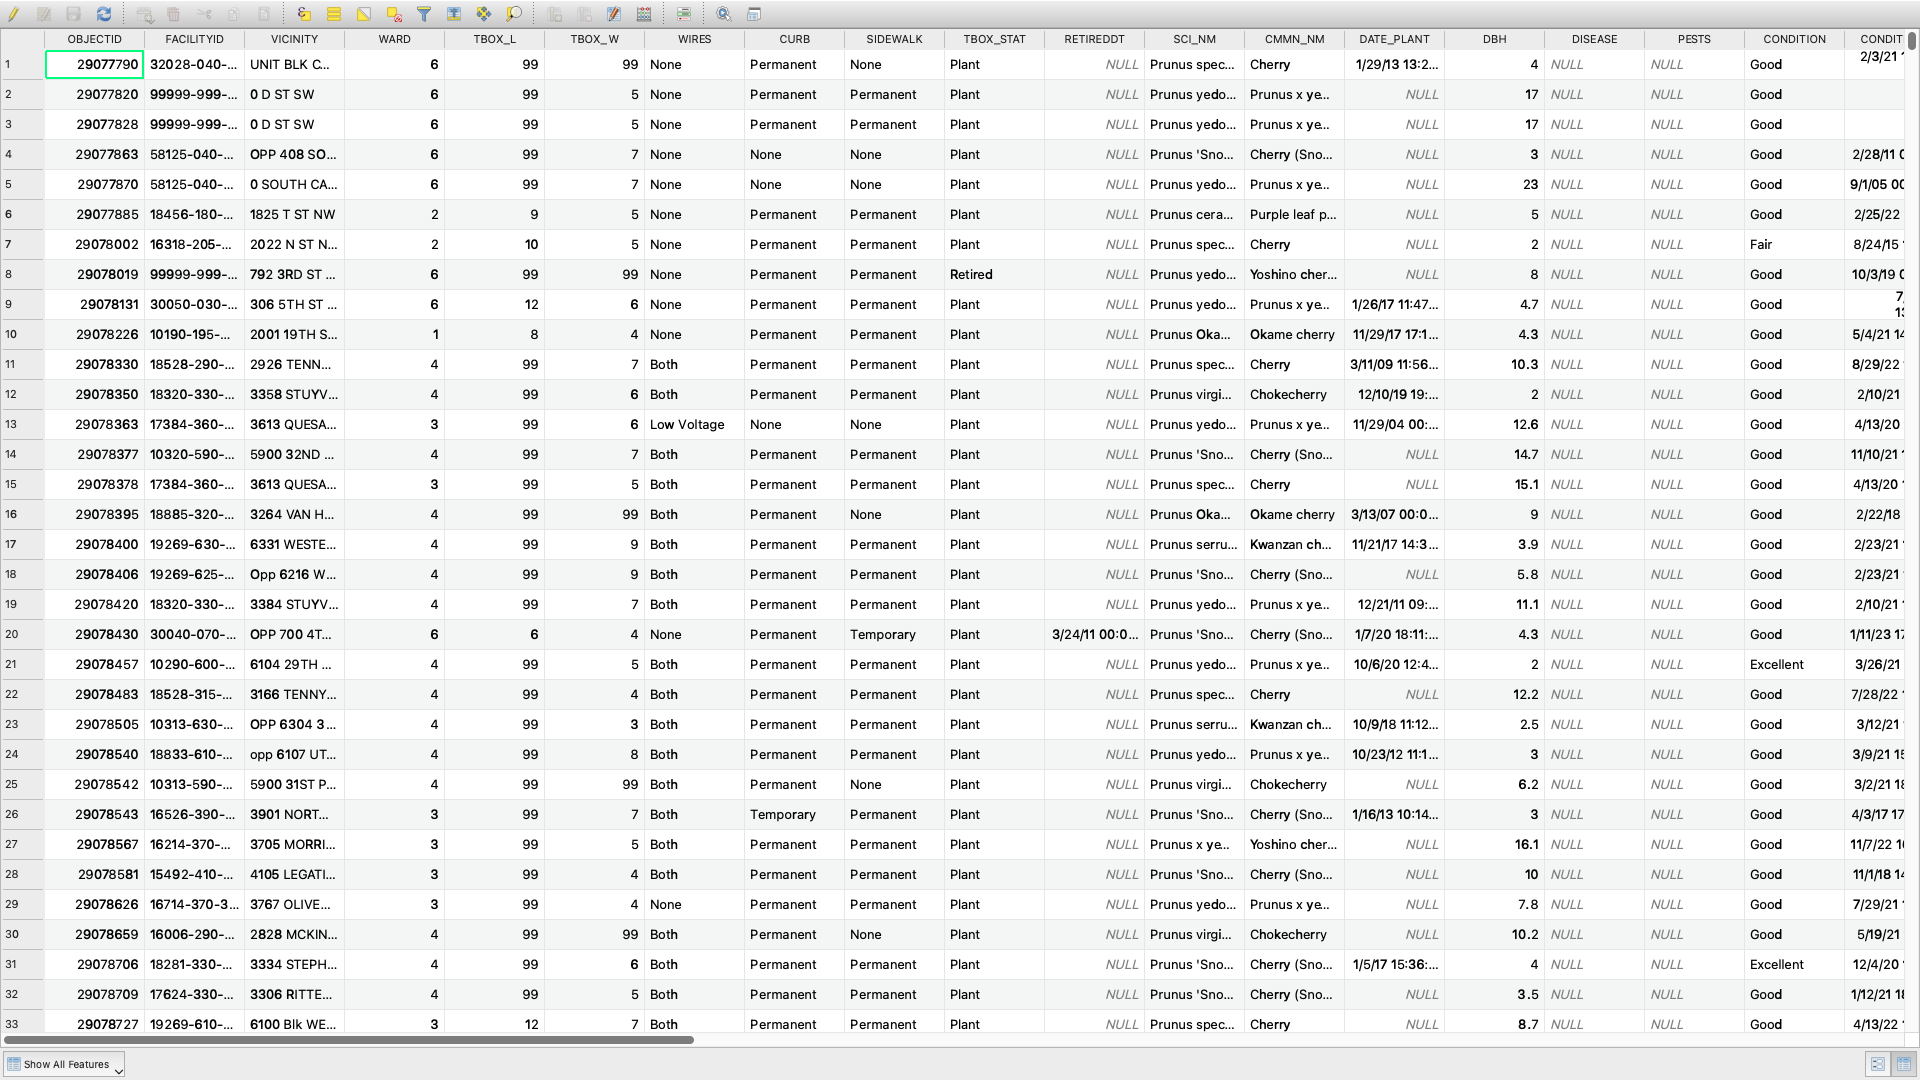 OBJECTID FACILITYID VICINITY WARD TBOX_L TBOX_W WIRES CURB SIDEWALK TBOX_STAT RETIREDDT SCI_NM CMMN_NM DATE_PLANT DBH DISEASE PESTS CONDITION CONDIT
1 29077790 32028-040-... UNIT BLK C... 6 99 99 None Permanent None Plant NULL Prunus spec... Cherry 1/29/13 13:2... 4 NULL NULL Good 2/3/21
2 29077820 99999-999-... 0 D ST SW 6 99 5 None Permanent Permanent Plant NULL Prunus yedo... Prunus x ye... NULL 17 NULL NULL Good
3 29077828 99999-999-... 0 D ST SW 6 99 5 None Permanent Permanent Plant NULL Prunus yedo... Prunus x ye... NULL 17 NULL NULL Good
4 29077863 58125-040-... OPP 408 SO... 6 99 7 None None None Plant NULL Prunus 'Sno... Cherry (Sno... NULL 3 NULL NULL Good 2/28/11 0
5 29077870 58125-040-... 0 SOUTH CA... 6 99 7 None None None Plant NULL Prunus yedo... Prunus x ye... NULL 23 NULL NULL Good 9/1/05 00
6 29077885 18456-180-... 1825 T ST NW 2 9 5 None Permanent Permanent Plant NULL Prunus cera... Purple leaf p... NULL 5 NULL NULL Good 2/25/22
7 29078002 16318-205-... 2022 N ST N... 2 10 5 None Permanent Permanent Plant NULL Prunus spec... Cherry NULL 2 NULL NULL Fair 8/24/15
8 29078019 99999-999-... 792 3RD ST ... 6 99 99 None Permanent Permanent Retired NULL Prunus yedo... Yoshino cher... NULL 8 NULL NULL Good 10/3/19 0
9 29078131 30050-030-... 306 5TH ST ... 6 12 6 None Permanent Permanent Plant NULL Prunus yedo... Prunus x ye... 1/26/17 11:47... 4.7 NULL NULL Good 7/
10 29078226 10190-195-... 2001 19TH S... 1 8 4 None Permanent Permanent Plant NULL Prunus Oka... Okame cherry 11/29/17 17:1... 4.3 NULL NULL Good 5/4/21 14
11 29078330 18528-290-... 2926 TENN... 4 99 7 Both Permanent Permanent Plant NULL Prunus spec... Cherry 3/11/09 11:56... 10.3 NULL NULL Good 8/29/22
12 29078350 18320-330-... 3358 STUYV... 4 99 6 Both Permanent Permanent Plant NULL Prunus virgi... Chokecherry 12/10/19 19:... 2 NULL NULL Good 2/10/21
13 29078363 17384-360-... 3613 QUESA... 3 99 6 Low Voltage None None Plant NULL Prunus yedo... Prunus x ye... 11/29/04 00:... 12.6 NULL NULL Good 4/13/20
14 29078377 10320-590-... 5900 32ND ... 4 99 7 Both Permanent Permanent Plant NULL Prunus 'Sno... Cherry (Sno... NULL 14.7 NULL NULL Good 11/10/21
15 29078378 17384-360-... 3613 QUESA... 3 99 5 Both Permanent Permanent Plant NULL Prunus spec... Cherry NULL 15.1 NULL NULL Good 4/13/20
16 29078395 18885-320-... 3264 VAN H... 4 99 99 Both Permanent None Plant NULL Prunus Oka... Okame cherry 3/13/07 00:0... 9 NULL NULL Good 2/22/18
17 29078400 19269-630-... 6331 WESTE... 4 99 9 Both Permanent Permanent Plant NULL Prunus serru... Kwanzan ch... 11/21/17 14:3... 3.9 NULL NULL Good 2/23/21
18 29078406 19269-625-... Opp 6216 W... 4 99 9 Both Permanent Permanent Plant NULL Prunus 'Sno... Cherry (Sno... NULL 5.8 NULL NULL Good 2/23/21
19 29078420 18320-330-... 3384 STUYV... 4 99 7 Both Permanent Permanent Plant NULL Prunus yedo... Prunus x ye... 12/21/11 09:... 11.1 NULL NULL Good 2/10/21
20 29078430 30040-070-... OPP 700 4T... 6 6 4 None Permanent Temporary Plant 3/24/11 00:0... Prunus 'Sno... Cherry (Sno... 1/7/20 18:11:... 4.3 NULL NULL Good 1/11/23 17
21 29078457 10290-600-... 6104 29TH ... 4 99 5 Both Permanent Permanent Plant NULL Prunus yedo... Prunus x ye... 10/6/20 12:4... 2 NULL NULL Excellent 3/26/21
22 29078483 18528-315-... 3166 TENNY... 4 99 4 Both Permanent Permanent Plant NULL Prunus spec... Cherry NULL 12.2 NULL NULL Good 7/28/22
23 29078505 10313-630-... OPP 6304 3... 4 99 3 Both Permanent Permanent Plant NULL Prunus serru... Kwanzan ch... 10/9/18 11:12... 2.5 NULL NULL Good 3/12/21
24 29078540 18833-610-... opp 6107 UT... 4 99 8 Both Permanent Permanent Plant NULL Prunus yedo... Prunus x ye... 10/23/12 11:1... 3 NULL NULL Good 3/9/21 15
25 29078542 10313-590-... 5900 31ST P... 4 99 99 Both Permanent None Plant NULL Prunus virgi... Chokecherry NULL 6.2 NULL NULL Good 3/2/21 18
26 29078543 16526-390-... 3901 NORT... 3 99 7 Both Temporary Permanent Plant NULL Prunus 'Sno... Cherry (Sno... 1/16/13 10:14... 3 NULL NULL Good 4/3/17 17
27 29078567 16214-370-... 3705 MORRI... 3 99 5 Both Permanent Permanent Plant NULL Prunus x ye... Yoshino cher... NULL 16.1 NULL NULL Good 11/7/22 1
28 29078581 15492-410-... 4105 LEGATI... 3 99 4 Both Permanent Permanent Plant NULL Prunus 'Sno... Cherry (Sno... NULL 10 NULL NULL Good 11/1/18 14
29 29078626 16714-370-3... 3767 OLIVE... 3 99 4 None Permanent Permanent Plant NULL Prunus yedo... Prunus x ye... NULL 7.8 NULL NULL Good 7/29/21
30 29078659 16006-290-... 2828 MCKIN... 4 99 99 Both Permanent None Plant NULL Prunus virgi... Chokecherry NULL 10.2 NULL NULL Good 5/19/21
31 29078706 18281-330-... 3334 STEPH... 4 99 6 Both Permanent Permanent Plant NULL Prunus 'Sno... Cherry (Sno... 1/5/17 15:36:... 4 NULL NULL Excellent 12/4/20
32 29078709 17624-330-... 3306 RITTE... 4 99 5 Both Permanent Permanent Plant NULL Prunus 'Sno... Cherry (Sno... NULL 3.5 NULL NULL Good 1/12/21 18
33 29078727 19269-610-... 6100 Blk WE... 3 12 7 Both Permanent Permanent Plant NULL Prunus spec... Cherry NULL 8.7 NULL NULL Good 4/13/22
Show All Features